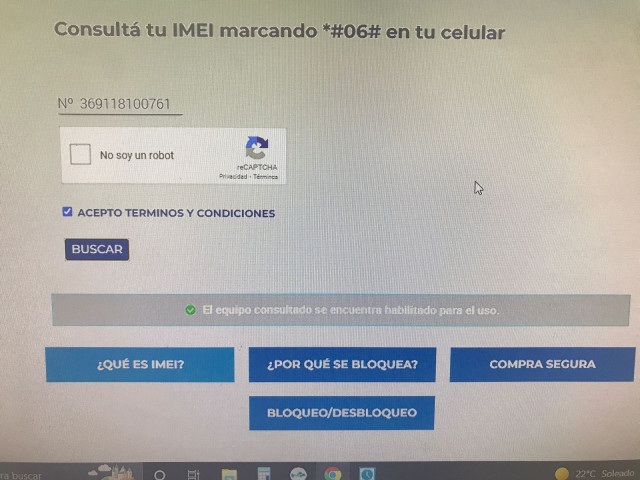 Consultá tu IMEI marcando *#06# en tu celular
Nº 369118100761
No soy un robot
reCAPTCHA
Privacidad - Términos
ACEPTO TERMINOS Y CONDICIONES
BUSCAR
El equipo consultado se encuentra habilitado para el uso.
¿QUÉ ES IMEI?
¿POR QUÉ SE BLOQUEA?
COMPRA SEGURA
BLOQUEO/DESBLOQUEO
ra buscar
22°C Soleado